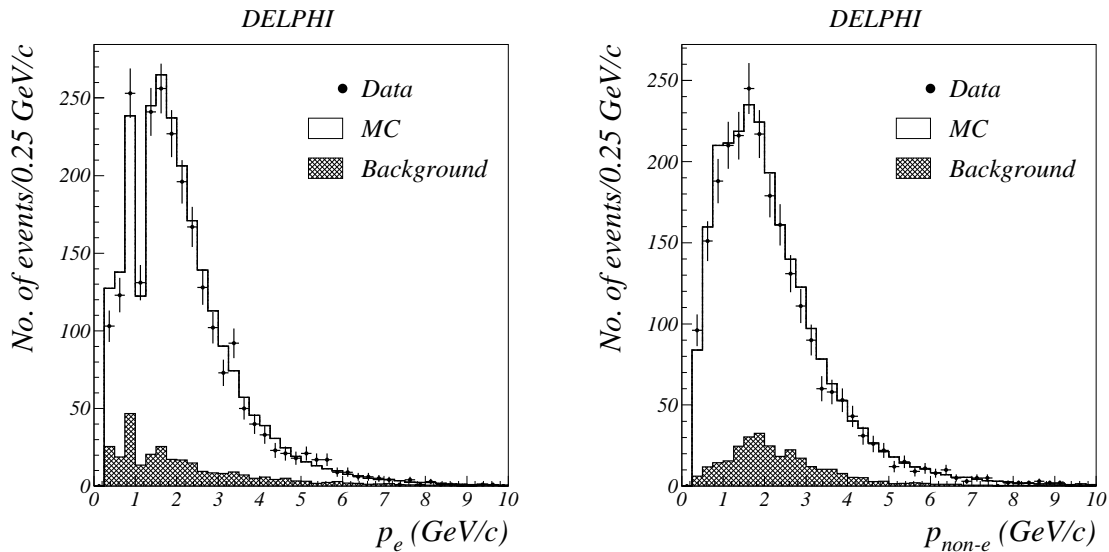 DELPHI
No. of events/0.25 GeV/c
250
200
150
100
50
0
Data
MC
Background
0 1 2 3 4 5 6 7 8 9 10
p_e (GeV/c)
DELPHI
No. of events/0.25 GeV/c
250
200
150
100
50
0
Data
MC
Background
0 1 2 3 4 5 6 7 8 9 10
p_non-e (GeV/c)